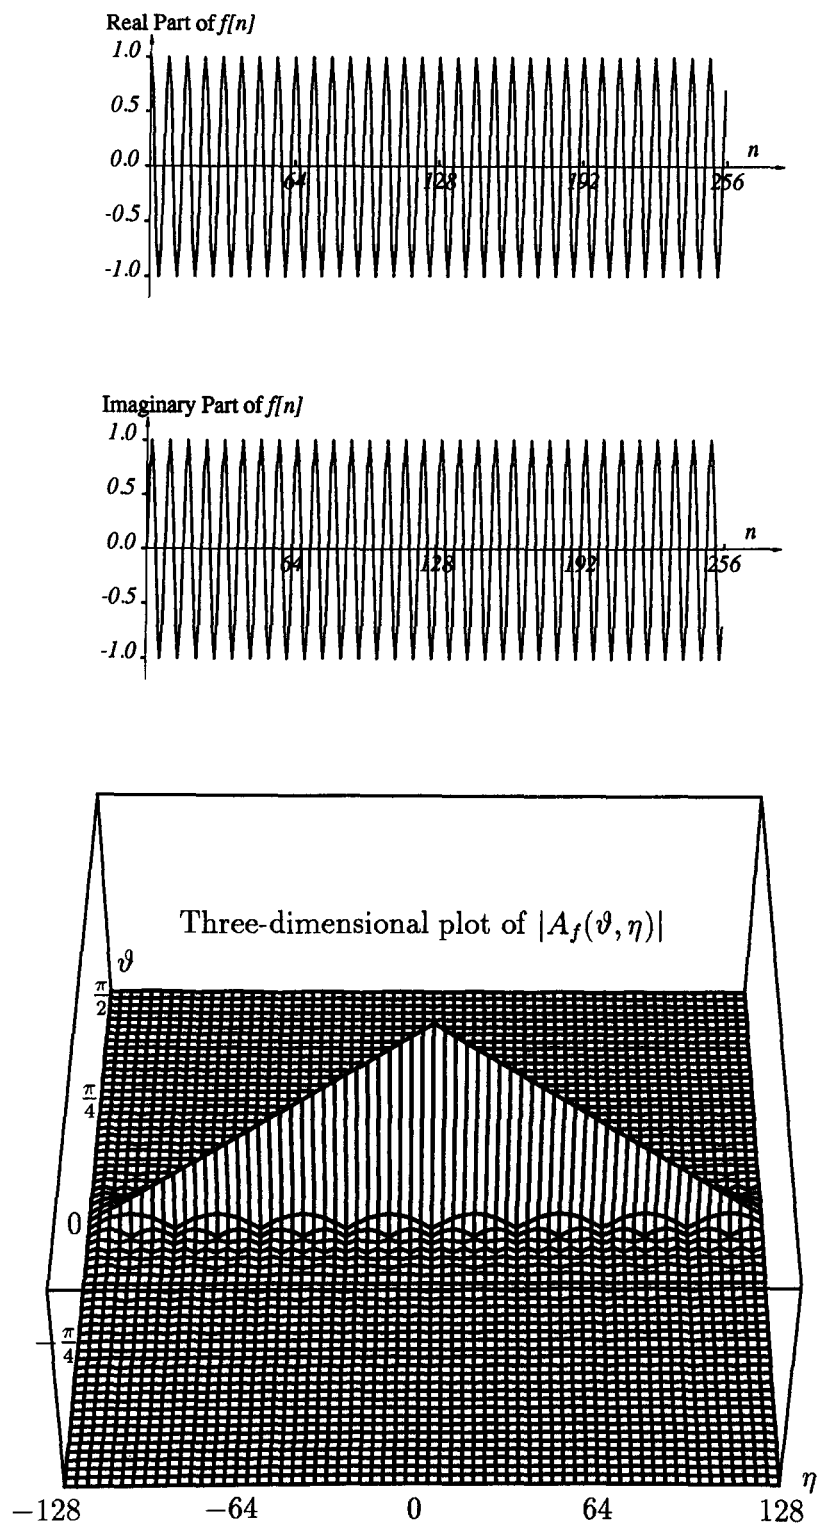 Real Part of f[n]
1.0
0.5
0.0
-0.5
-1.0
n
64 128 192 256
Imaginary Part of f[n]
1.0
0.5
0.0
-0.5
-1.0
n
64 128 192 256
Three-dimensional plot of |A_f(ϑ, η)|
ϑ
π/2
π/4
0
−π/4
η
−128 −64 0 64 128